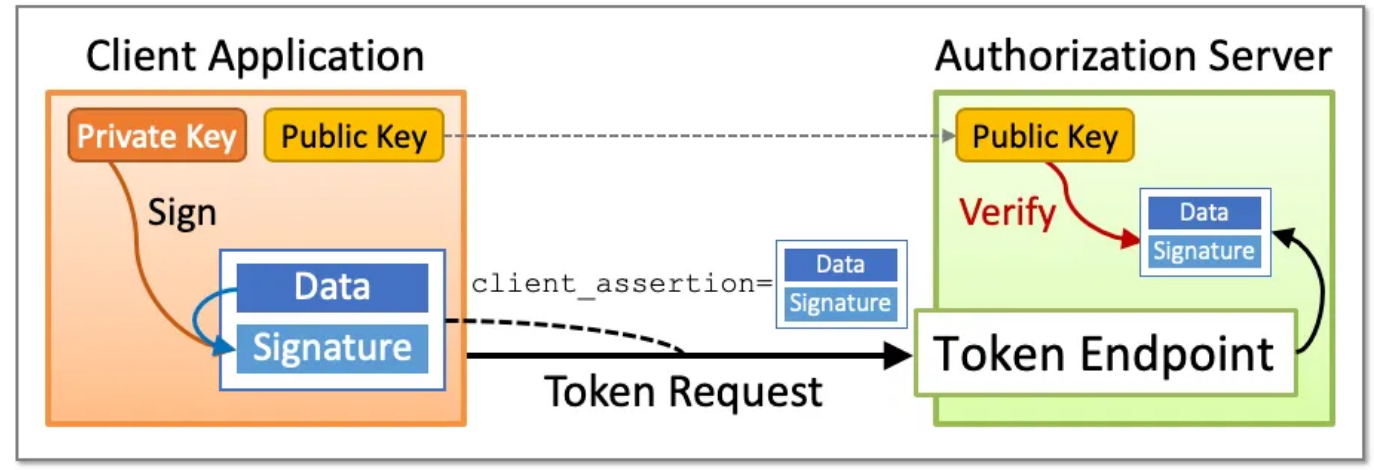 Client Application
Authorization Server
Private Key
Public Key
Public Key
Sign
Verify
Data
Signature
Data
Signature
client_assertion=
Data
Signature
Token Request
Token Endpoint